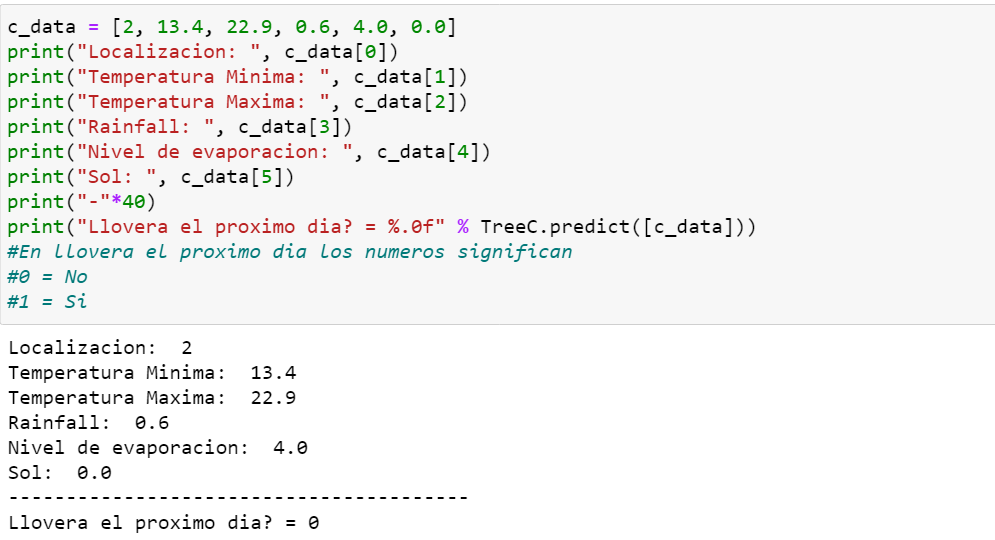 c_data = [2, 13.4, 22.9, 0.6, 4.0, 0.0]
print("Localizacion: ", c_data[0])
print("Temperatura Minima: ", c_data[1])
print("Temperatura Maxima: ", c_data[2])
print("Rainfall: ", c_data[3])
print("Nivel de evaporacion: ", c_data[4])
print("Sol: ", c_data[5])
print("-"*40)
print("Llovera el proximo dia? = %.0f" % TreeC.predict([c_data]))
#En llovera el proximo dia los numeros significan
#0 = No
#1 = Si
Localizacion:  2
Temperatura Minima:  13.4
Temperatura Maxima:  22.9
Rainfall:  0.6
Nivel de evaporacion:  4.0
Sol:  0.0
----------------------------------------
Llovera el proximo dia? = 0